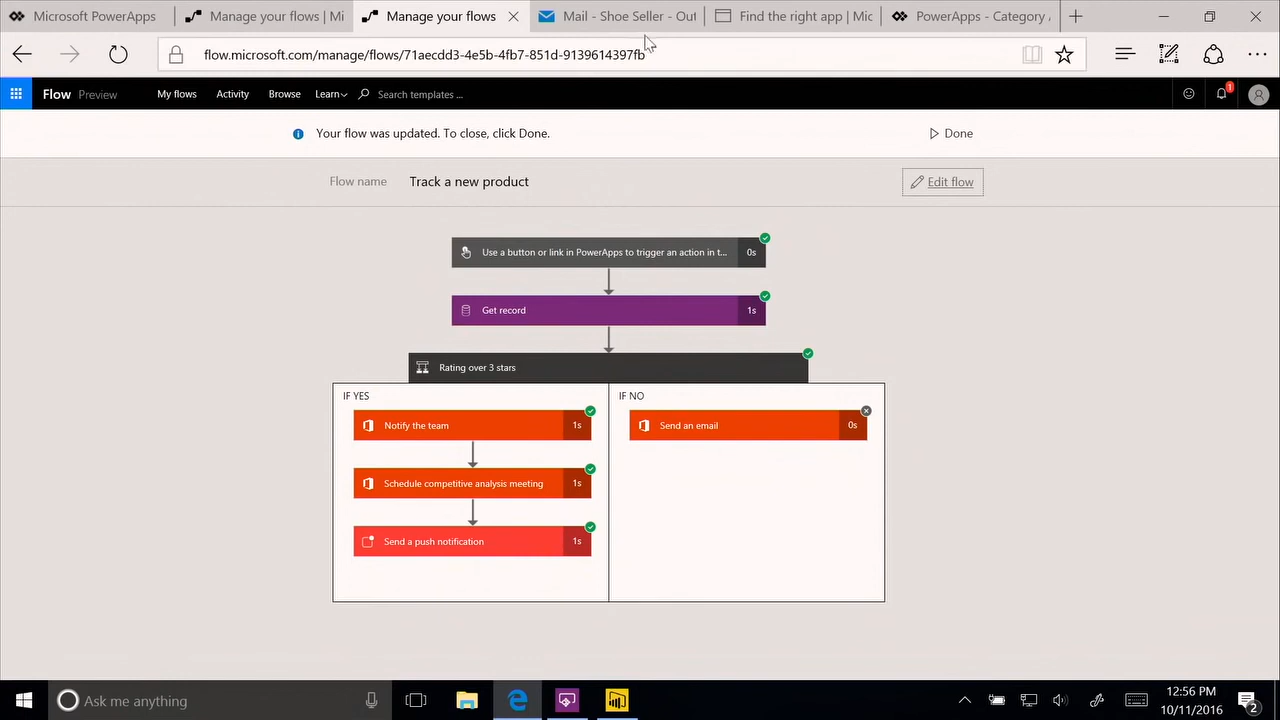 Microsoft PowerApps
Manage your flows | Mi
Manage your flows
Mail - Shoe Seller - Out
Find the right app | Mic
PowerApps - Category A
flow.microsoft.com/manage/flows/71aecdd3-4e5b-4fb7-851d-9139614397fb
Flow Preview My flows Activity Browse Learn Search templates ... 1
Your flow was updated. To close, click Done. Done
Flow name Track a new product Edit flow
Use a button or link in PowerApps to trigger an action in t... 0s
Get record 1s
Rating over 3 stars
IF YES
Notify the team 1s
Schedule competitive analysis meeting 1s
Send a push notification 1s
IF NO
Send an email 0s
Ask me anything
12:56 PM
10/11/2016
2